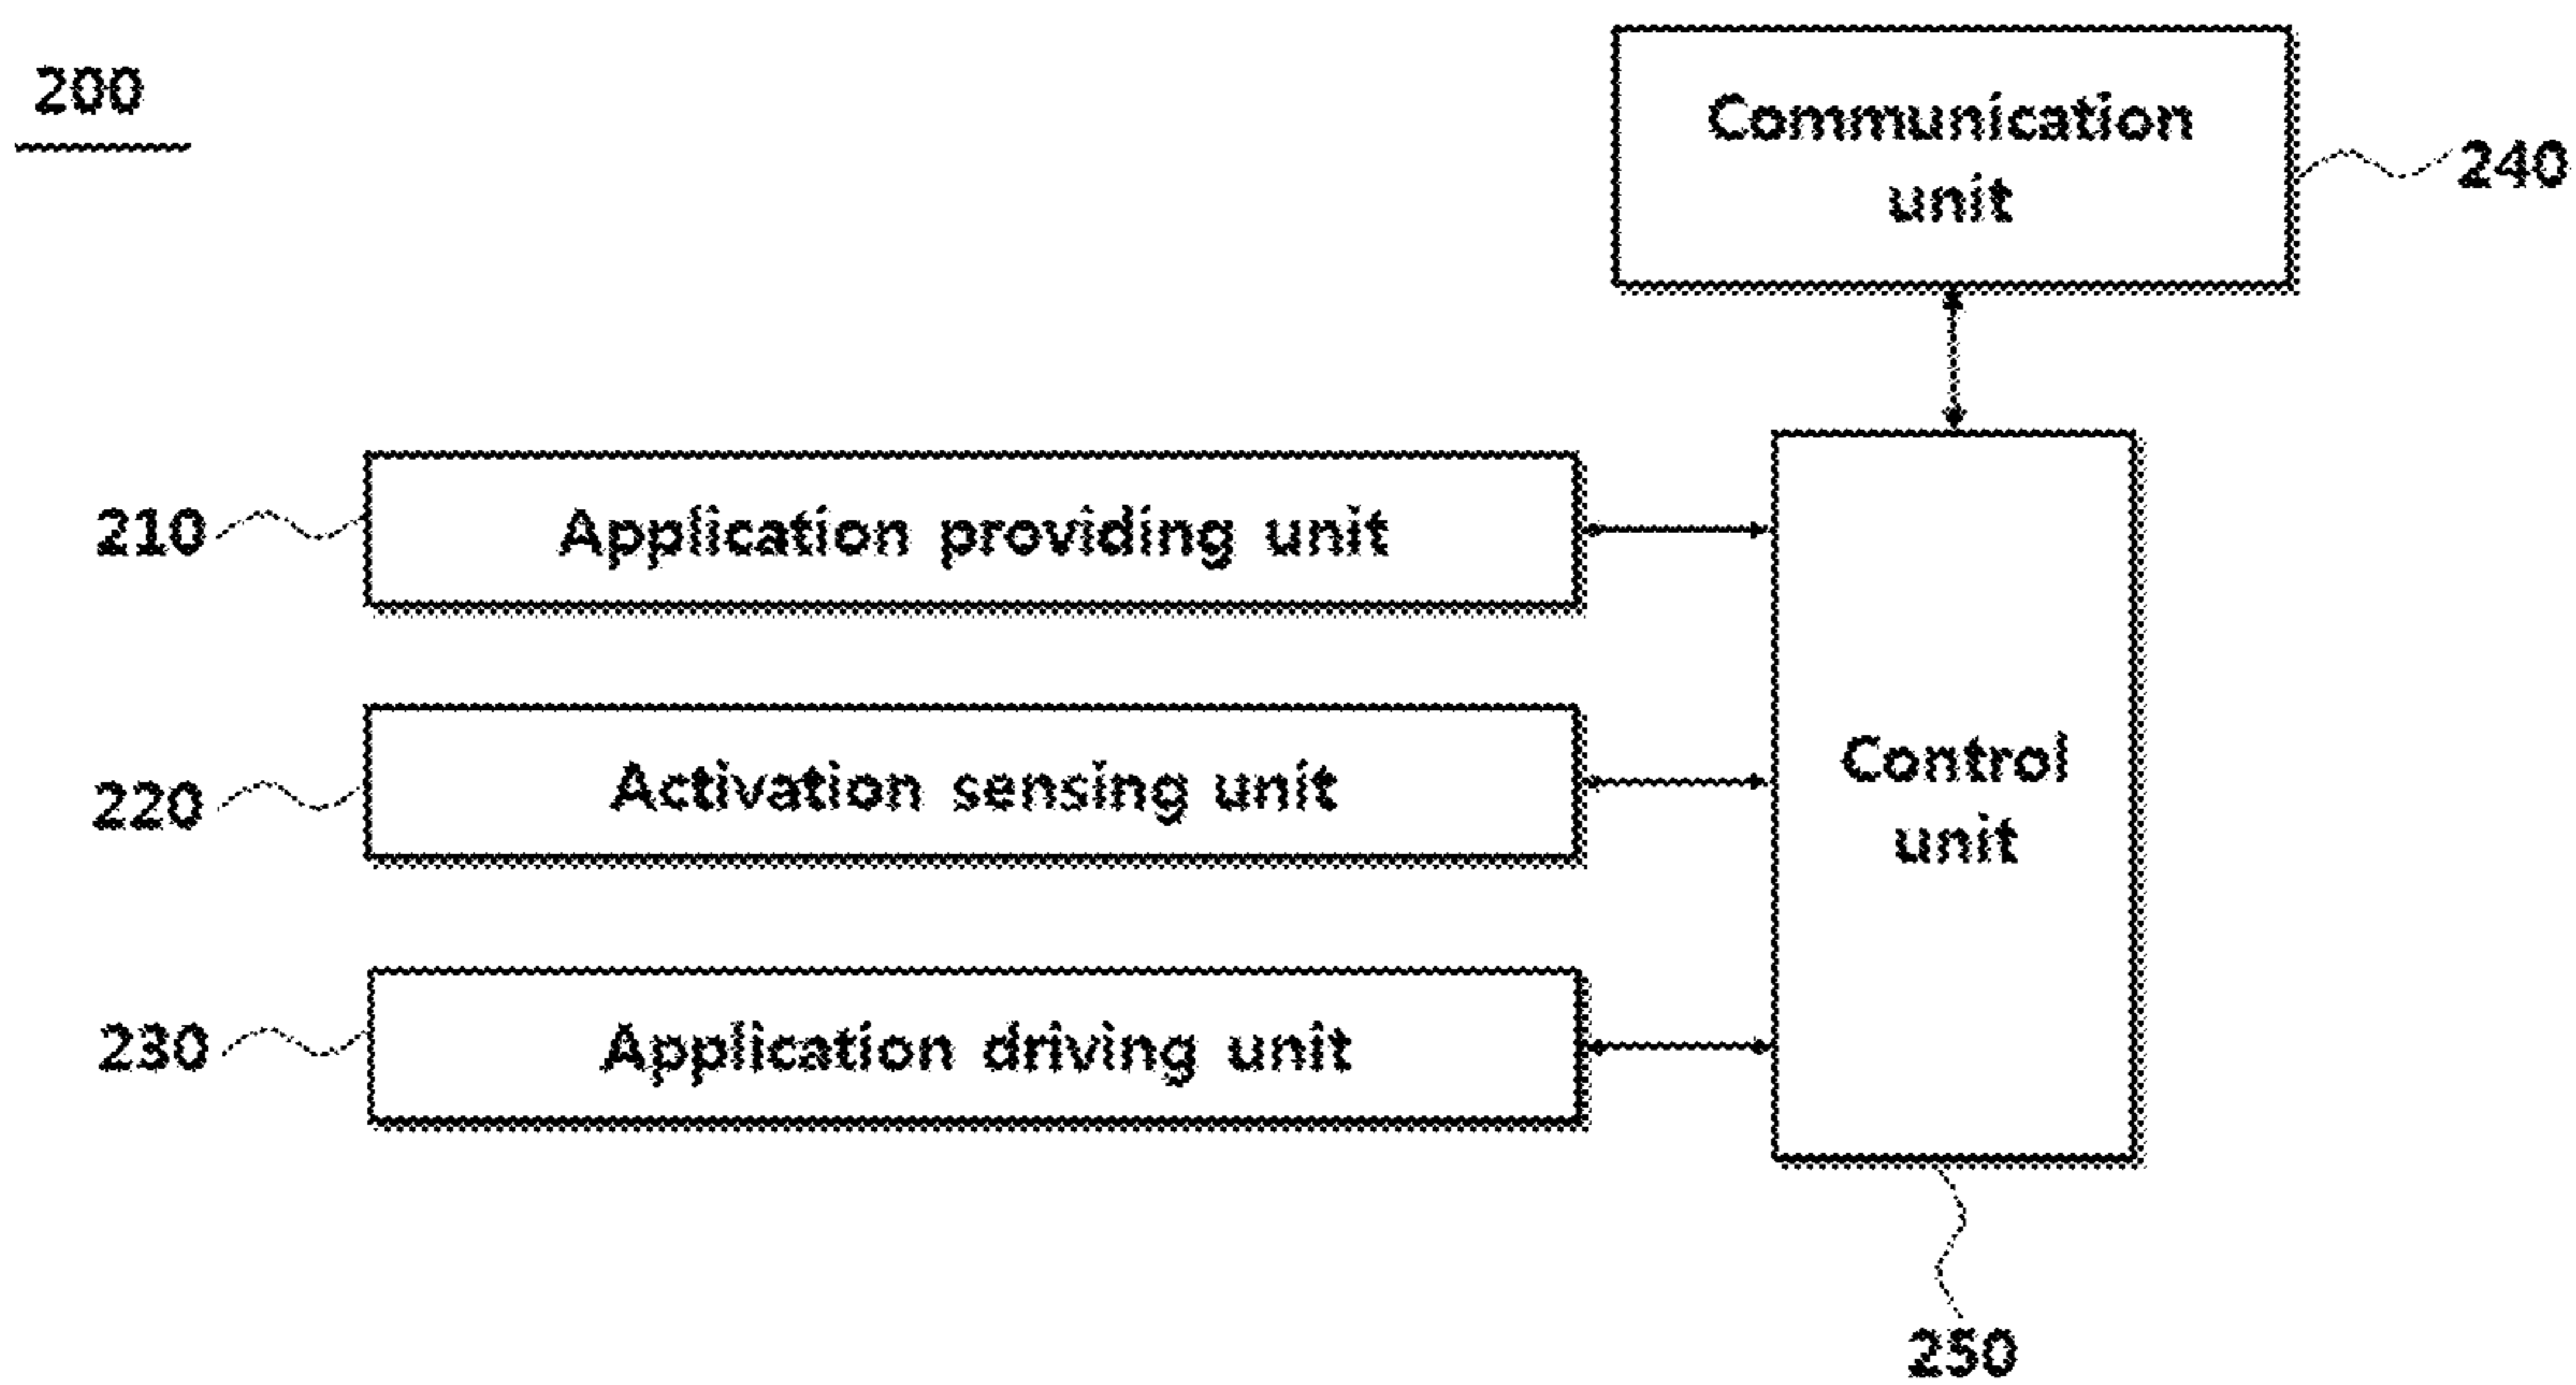 200
Communication
unit
240
210
Application providing unit
220
Activation sensing unit
Control
unit
230
Application driving unit
250